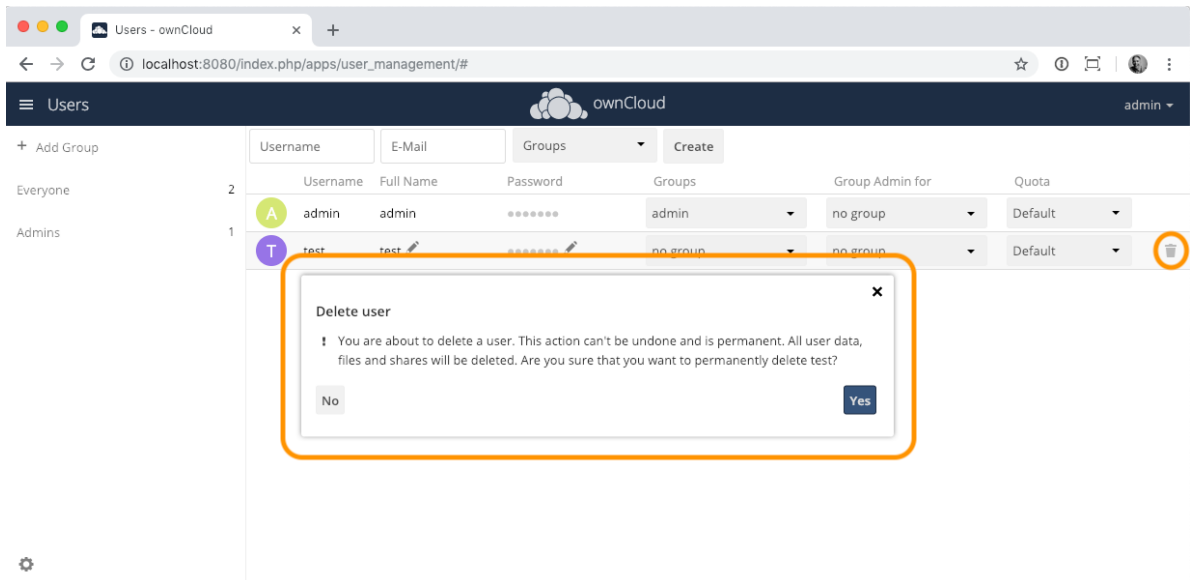 Users - ownCloud
localhost:8080/index.php/apps/user_management/#
Users ownCloud admin
+ Add Group
Username E-Mail Groups Create
Username Full Name Password Groups Group Admin for Quota
Everyone 2
A admin admin admin no group Default
Admins 1
T test test no group no group Default
Delete user
! You are about to delete a user. This action can't be undone and is permanent. All user data,
files and shares will be deleted. Are you sure that you want to permanently delete test?
No Yes